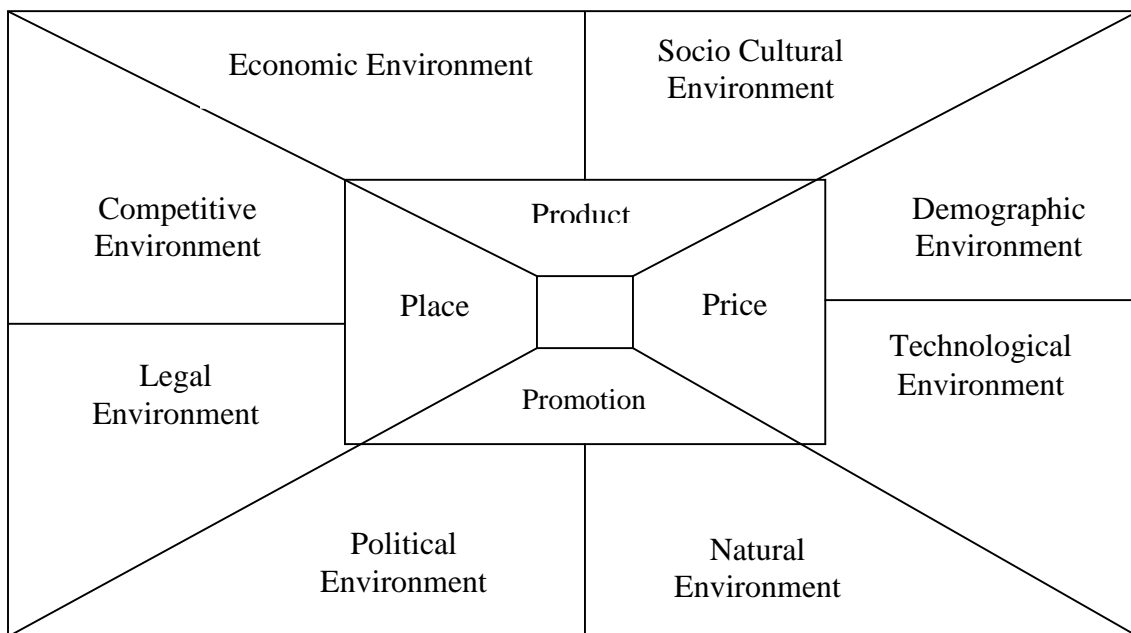 Economic Environment
Socio Cultural
Environment
Competitive
Environment
Product
Demographic
Environment
Place
Price
Legal
Environment
Technological
Environment
Promotion
Political
Environment
Natural
Environment